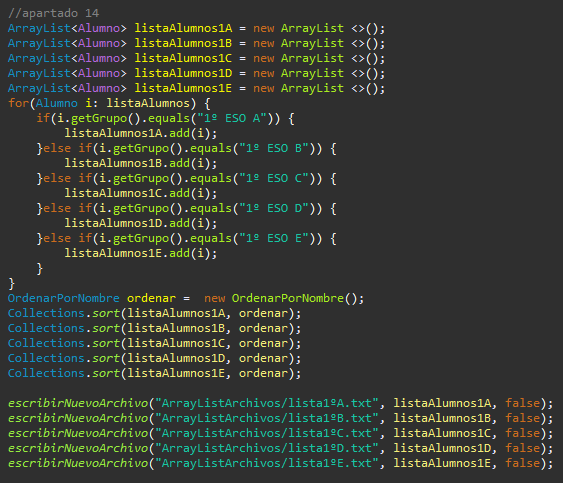 //apartado 14
ArrayList<Alumno> listaAlumnos1A = new ArrayList <>();
ArrayList<Alumno> listaAlumnos1B = new ArrayList <>();
ArrayList<Alumno> listaAlumnos1C = new ArrayList <>();
ArrayList<Alumno> listaAlumnos1D = new ArrayList <>();
ArrayList<Alumno> listaAlumnos1E = new ArrayList <>();
for(Alumno i: listaAlumnos) {
    if(i.getGrupo().equals("1º ESO A")) {
        listaAlumnos1A.add(i);
    }else if(i.getGrupo().equals("1º ESO B")) {
        listaAlumnos1B.add(i);
    }else if(i.getGrupo().equals("1º ESO C")) {
        listaAlumnos1C.add(i);
    }else if(i.getGrupo().equals("1º ESO D")) {
        listaAlumnos1D.add(i);
    }else if(i.getGrupo().equals("1º ESO E")) {
        listaAlumnos1E.add(i);
    }
}
OrdenarPorNombre ordenar =  new OrdenarPorNombre();
Collections.sort(listaAlumnos1A, ordenar);
Collections.sort(listaAlumnos1B, ordenar);
Collections.sort(listaAlumnos1C, ordenar);
Collections.sort(listaAlumnos1D, ordenar);
Collections.sort(listaAlumnos1E, ordenar);

escribirNuevoArchivo("ArrayListArchivos/lista1ºA.txt", listaAlumnos1A, false);
escribirNuevoArchivo("ArrayListArchivos/lista1ºB.txt", listaAlumnos1B, false);
escribirNuevoArchivo("ArrayListArchivos/lista1ºC.txt", listaAlumnos1C, false);
escribirNuevoArchivo("ArrayListArchivos/lista1ºD.txt", listaAlumnos1D, false);
escribirNuevoArchivo("ArrayListArchivos/lista1ºE.txt", listaAlumnos1E, false);